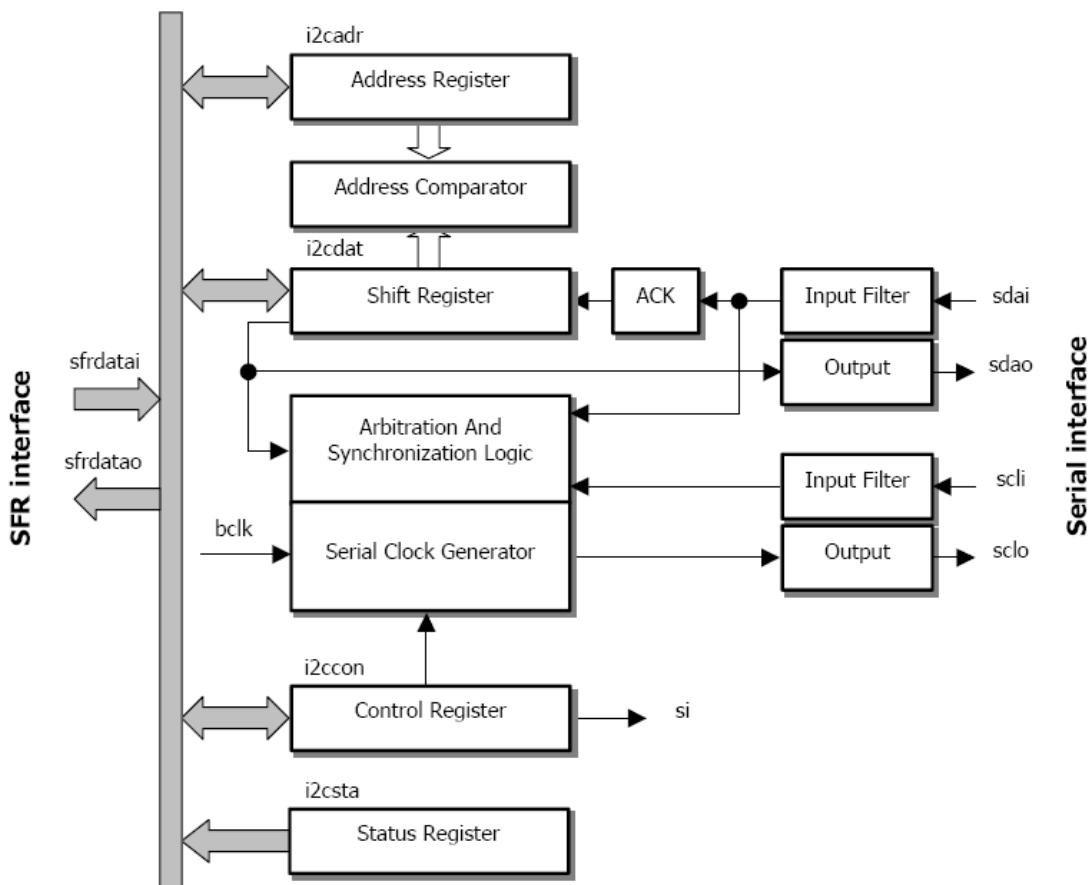 i2cadr
Address Register
Address Comparator
i2cdat
Shift Register
ACK
Input Filter
sdai
Output
sdao
sfrdatai
SFR interface
Serial interface
Arbitration And
Synchronization Logic
sfrdatao
Input Filter
scli
bclk
Serial Clock Generator
Output
sclo
i2ccon
Control Register
si
i2csta
Status Register